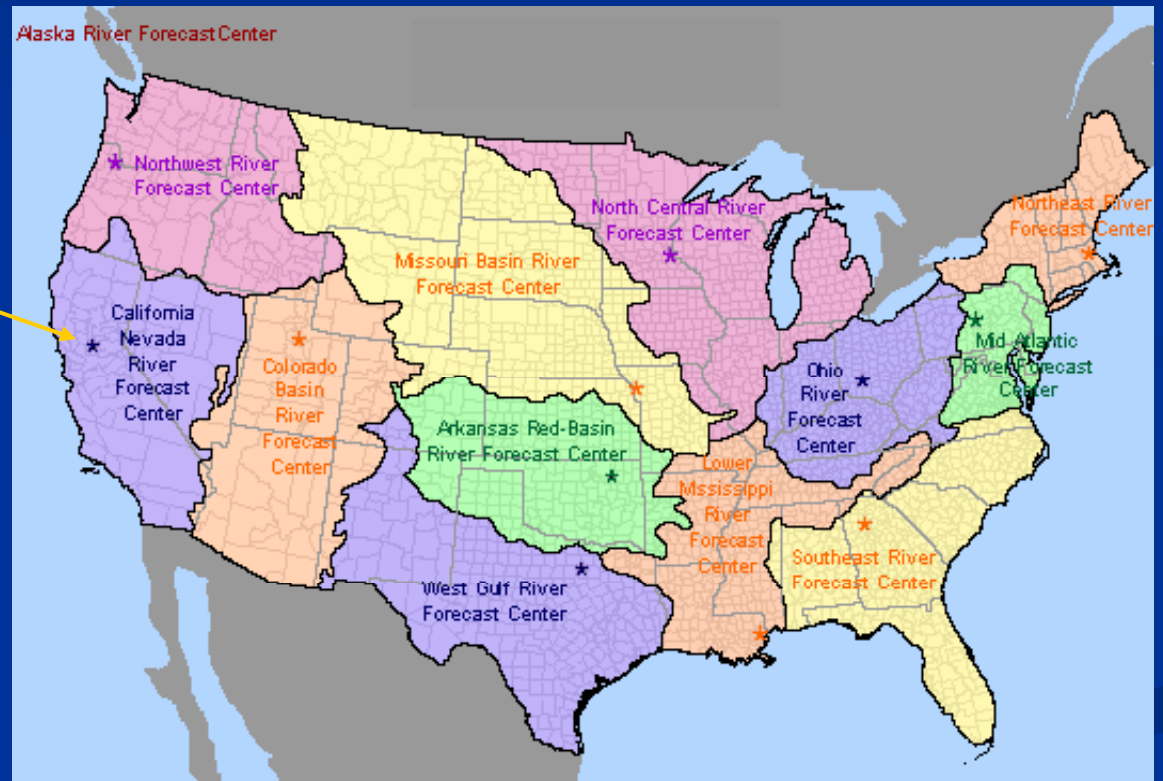 Alaska River Forecast Center
Northwest River
Forecast Center
North Central River
Forecast Center
Northeast River
Forecast
Center
Missouri Basin River
Forecast Center
California
Nevada
River
Forecast
Center
Colorado
Basin
River
Forecast
Center
Ohio
River
Forecast
Center
Mid-Atlantic
River Forecast
Center
Arkansas Red-Basin
River Forecast Center
Lower
Mssissippi
River
Forecast
Center
Southeast River
Forecast Center
West Gulf River
Forecast Center